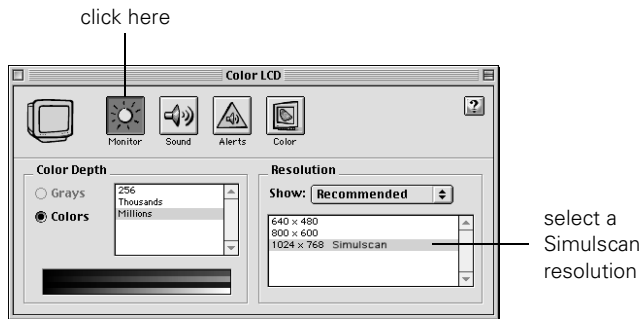 click here
Color LCD
?
Monitor Sound Alerts Color
Color Depth
Grays
Colors
256
Thousands
Millions
Resolution
Show: Recommended
640 × 480
800 × 600
1024 × 768 Simulscan
select a
Simulscan
resolution